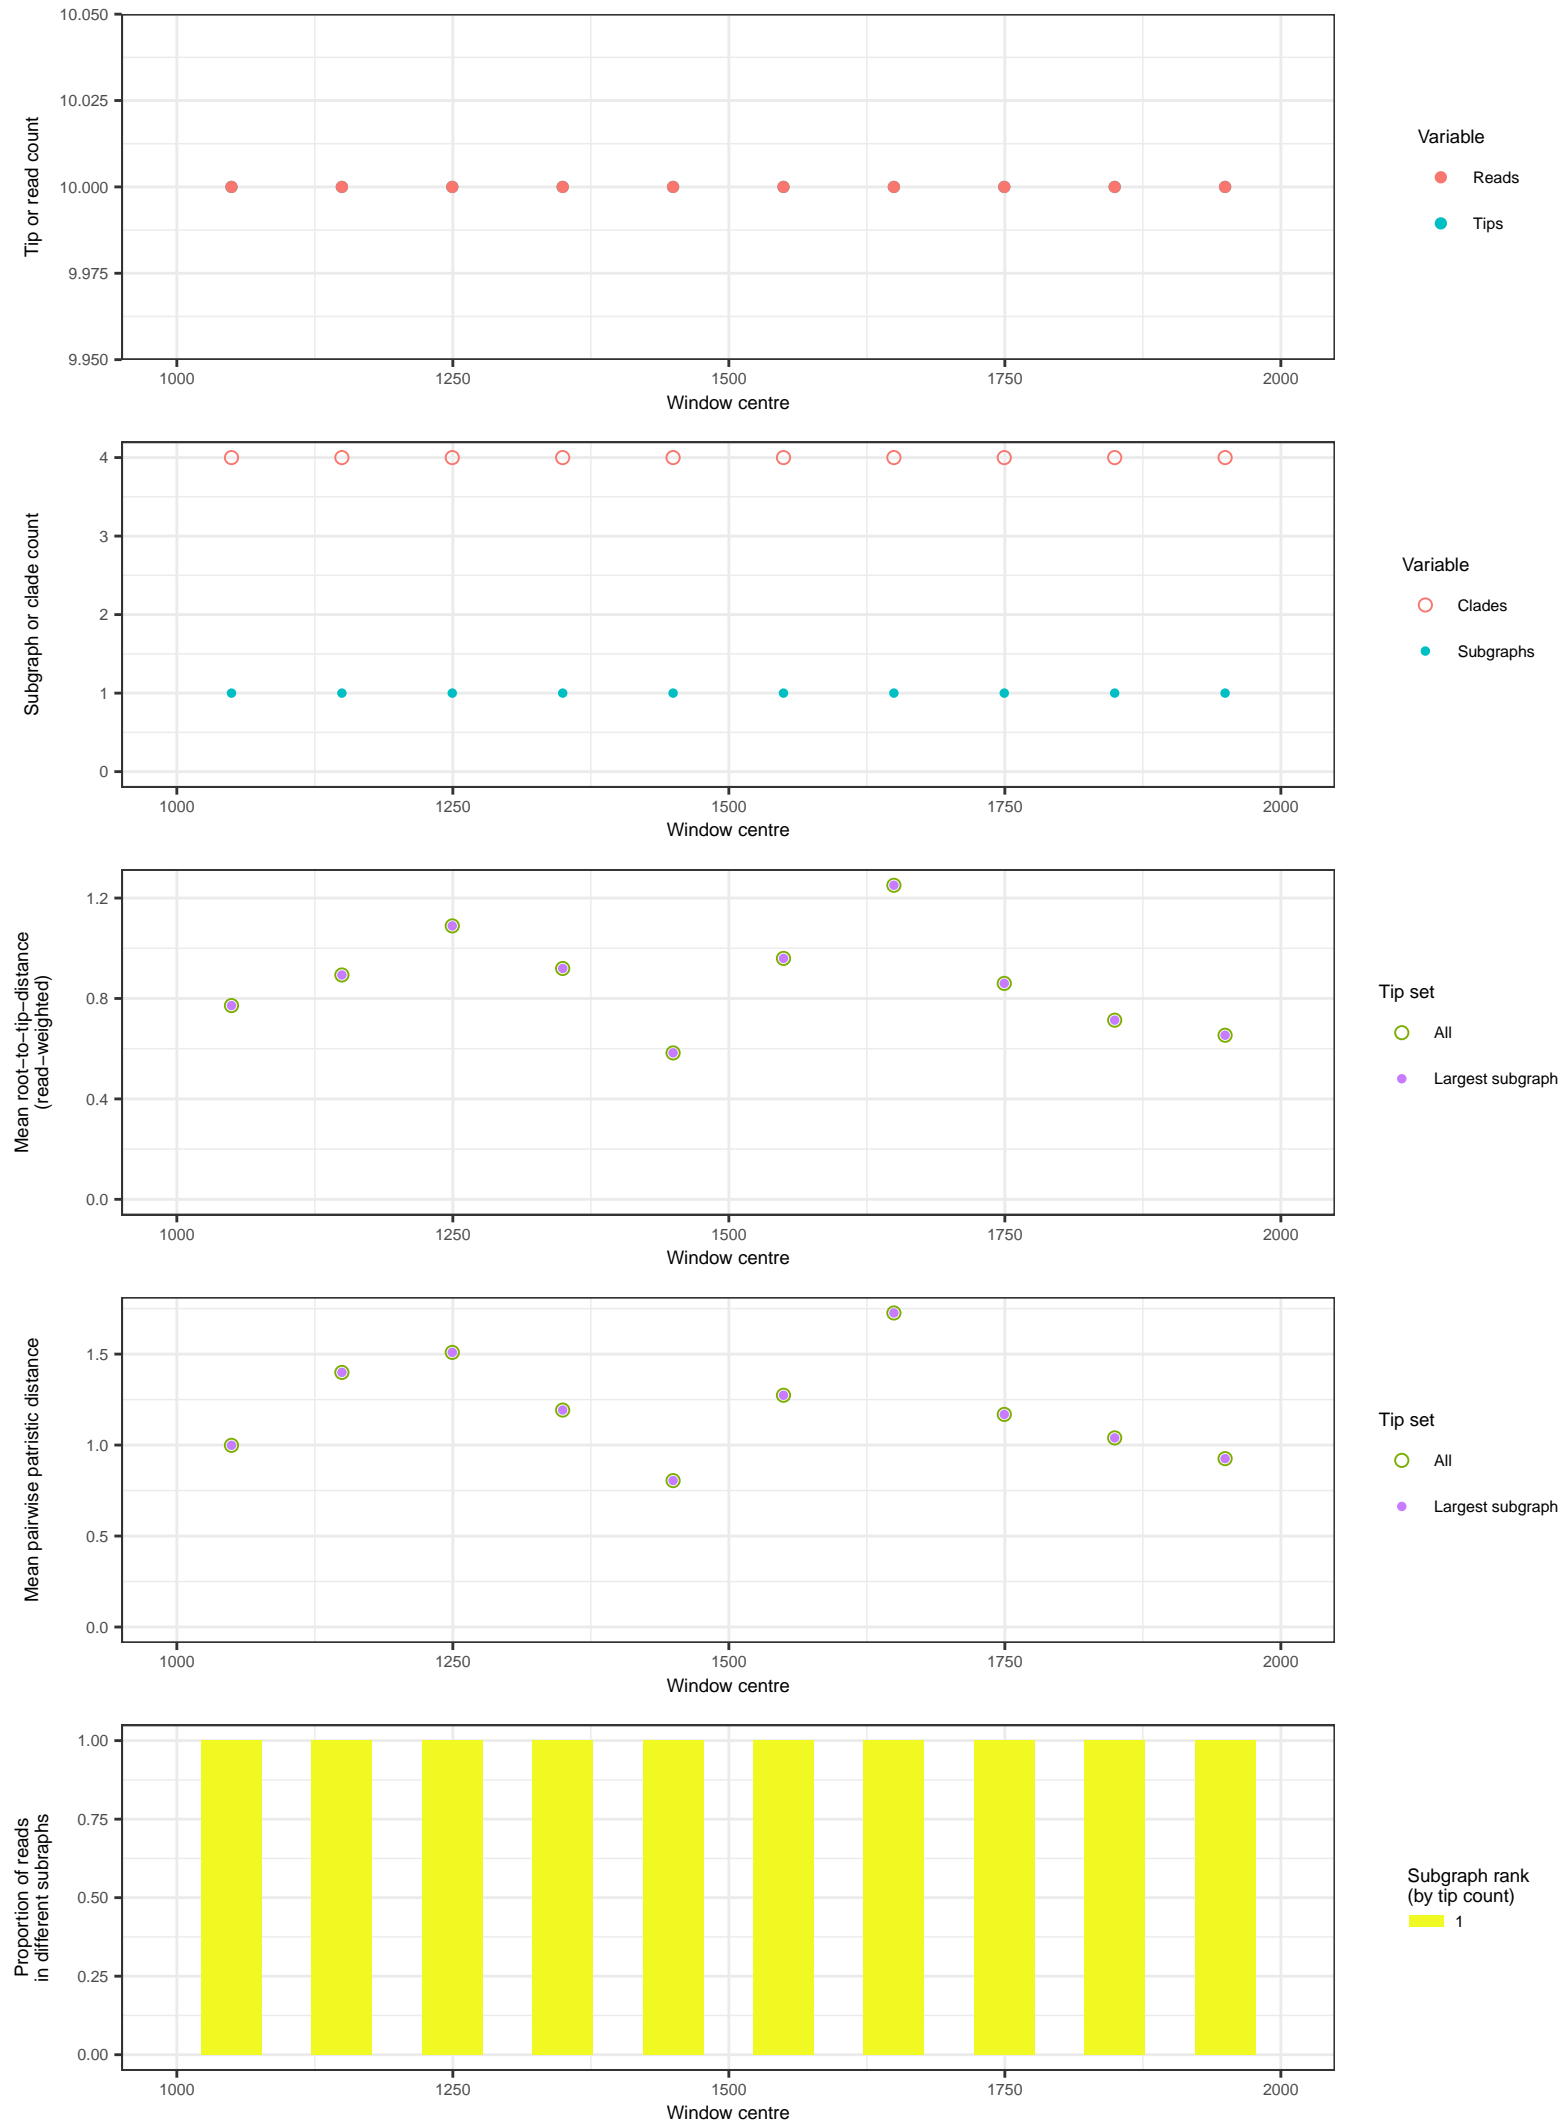 10.050
10.025
10.000
9.975
9.950
Tip or read count
1000 1250 1500 1750 2000
Window centre
Variable
Reads
Tips
4
3
2
1
0
Subgraph or clade count
1000 1250 1500 1750 2000
Window centre
Variable
Clades
Subgraphs
1.2
0.8
0.4
0.0
Mean root−to−tip−distance
(read−weighted)
1000 1250 1500 1750 2000
Window centre
Tip set
All
Largest subgraph
1.5
1.0
0.5
0.0
Mean pairwise patristic distance
1000 1250 1500 1750 2000
Window centre
Tip set
All
Largest subgraph
1.00
0.75
0.50
0.25
0.00
Proportion of reads
in different subraphs
1000 1250 1500 1750 2000
Window centre
Subgraph rank
(by tip count)
1